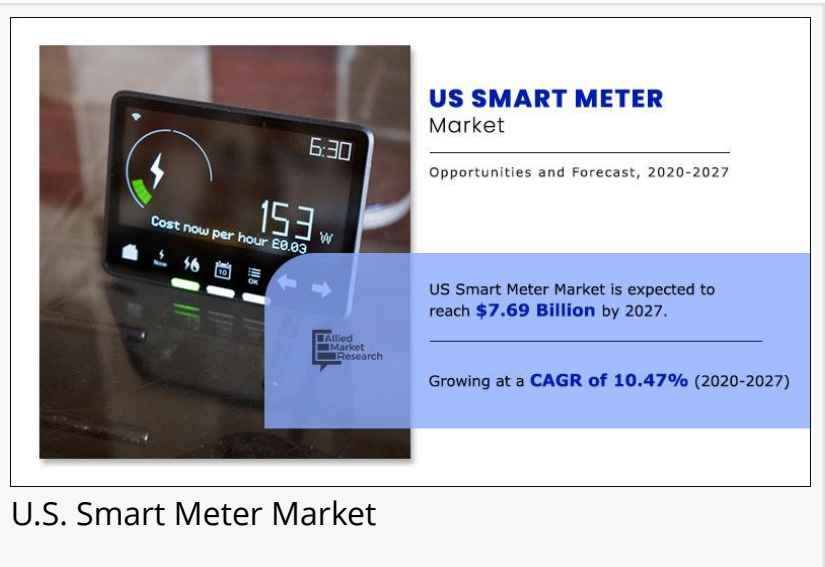 US SMART METER
Market
Opportunities and Forecast, 2020-2027
6:30
153 W
Cost now per hour £0.03
Now
10
OK
US Smart Meter Market is expected to
reach $7.69 Billion by 2027.
Allied
Market
Research
Growing at a CAGR of 10.47% (2020-2027)
U.S. Smart Meter Market